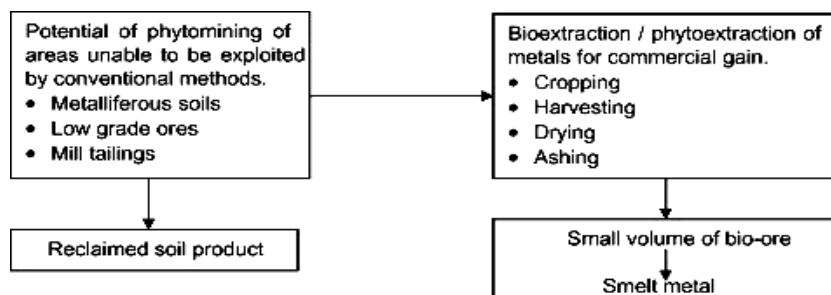 Potential of phytomining of
areas unable to be exploited
by conventional methods.
• Metalliferous soils
• Low grade ores
• Mill tailings
Reclaimed soil product
Bioextraction / phytoextraction of
metals for commercial gain.
• Cropping
• Harvesting
• Drying
• Ashing
Small volume of bio-ore
Smelt metal